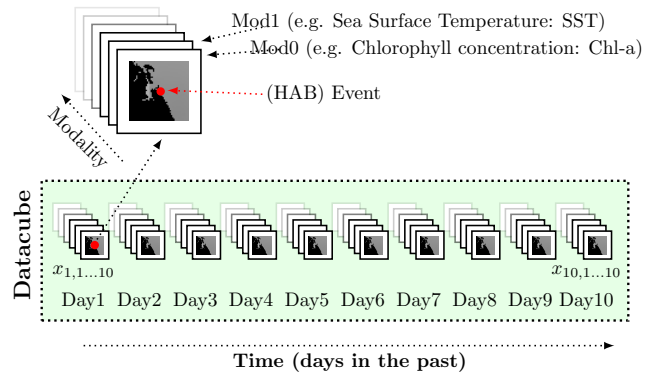 Mod1 (e.g. Sea Surface Temperature: SST)
Mod0 (e.g. Chlorophyll concentration: Chl-a)
(HAB) Event
Modality
Datacube
x1,1...10
x10,1...10
Day1 Day2 Day3 Day4 Day5 Day6 Day7 Day8 Day9 Day10
Time (days in the past)